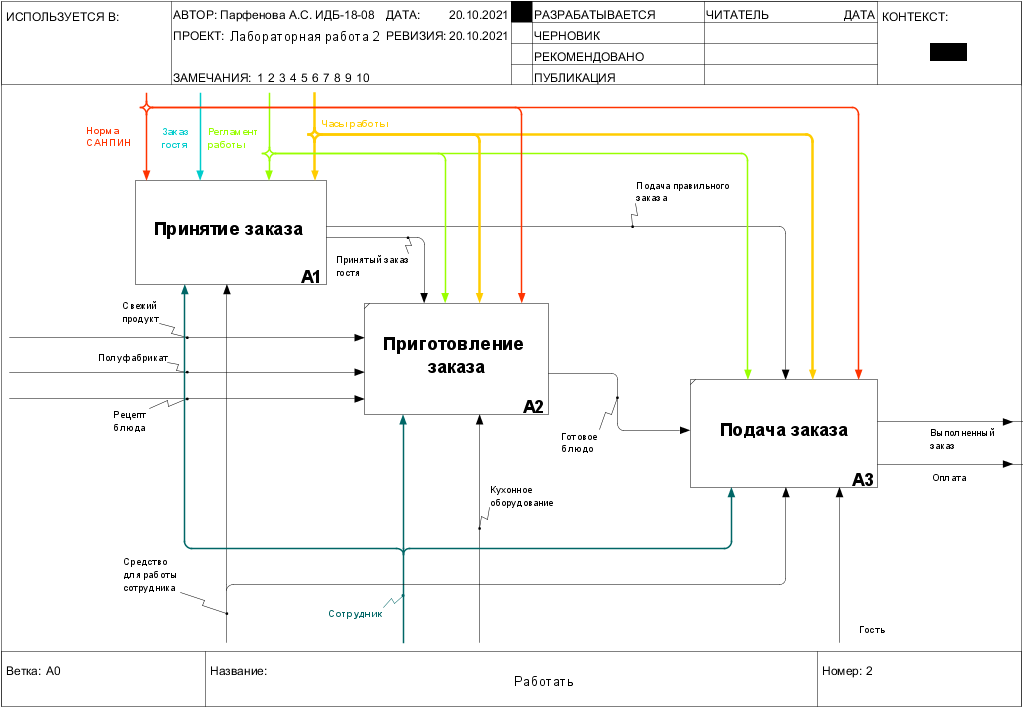 ИСПОЛЬЗУЕТСЯ В:
АВТОР: Парфенова А.С. ИДБ-18-08 ДАТА: 20.10.2021
ПРОЕКТ: Лабораторная работа 2 РЕВИЗИЯ: 20.10.2021
ЗАМЕЧАНИЯ: 1 2 3 4 5 6 7 8 9 10
РАЗРАБАТЫВАЕТСЯ
ЧЕРНОВИК
РЕКОМЕНДОВАНО
ПУБЛИКАЦИЯ
ЧИТАТЕЛЬ ДАТА
КОНТЕКСТ:
Норма
САНПИН
Заказ
гостя
Регламент
работы
Часы работы
Принятие заказа
A1
Подача правильного
заказа
Принятый заказ
гостя
Свежий
продукт
Полуфабрикат
Рецепт
блюда
Приготовление
заказа
A2
Готовое
блюдо
Подача заказа
A3
Выполненный
заказ
Оплата
Кухонное
оборудование
Средство
для работы
сотрудника
Сотрудник
Гость
Ветка: A0
Название:
Работать
Номер: 2